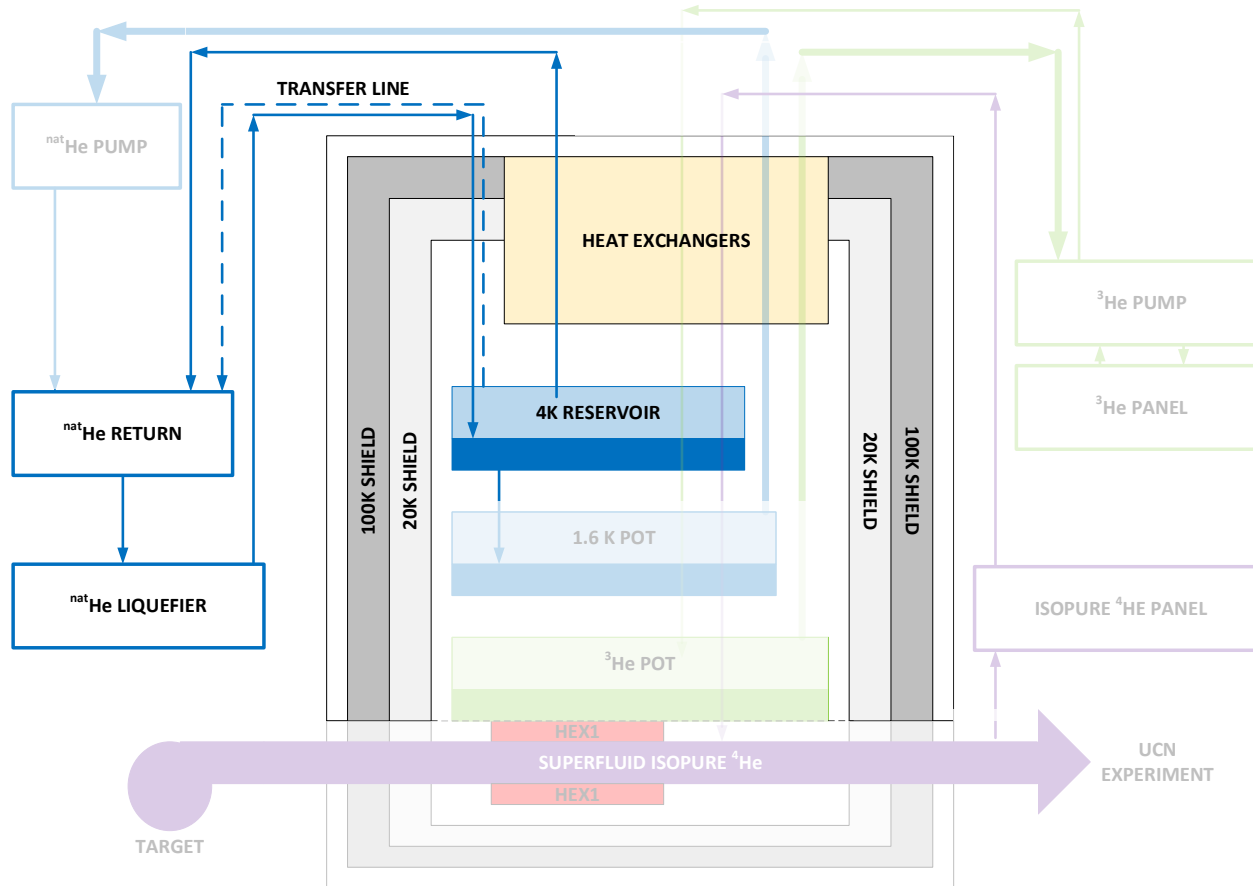 TRANSFER LINE
natHe PUMP
HEAT EXCHANGERS
3He PUMP
3He PANEL
4K RESERVOIR
natHe RETURN
100K SHIELD
20K SHIELD
20K SHIELD
100K SHIELD
1.6 K POT
natHe LIQUEFIER
ISOPURE 4HE PANEL
3He POT
HEX1
SUPERFLUID ISOPURE 4He
HEX1
UCN
EXPERIMENT
TARGET